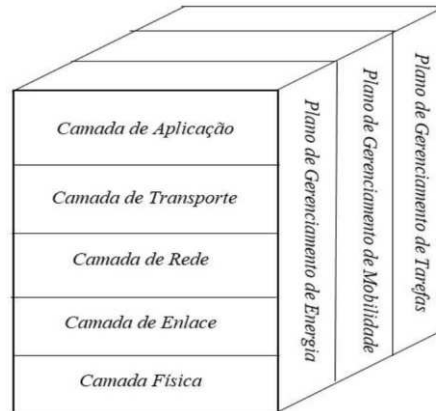 Camada de Aplicação
Camada de Transporte
Camada de Rede
Camada de Enlace
Camada Física
Plano de Gerenciamento de Energia
Plano de Gerenciamento de Mobilidade
Plano de Gerenciamento de Tarefas